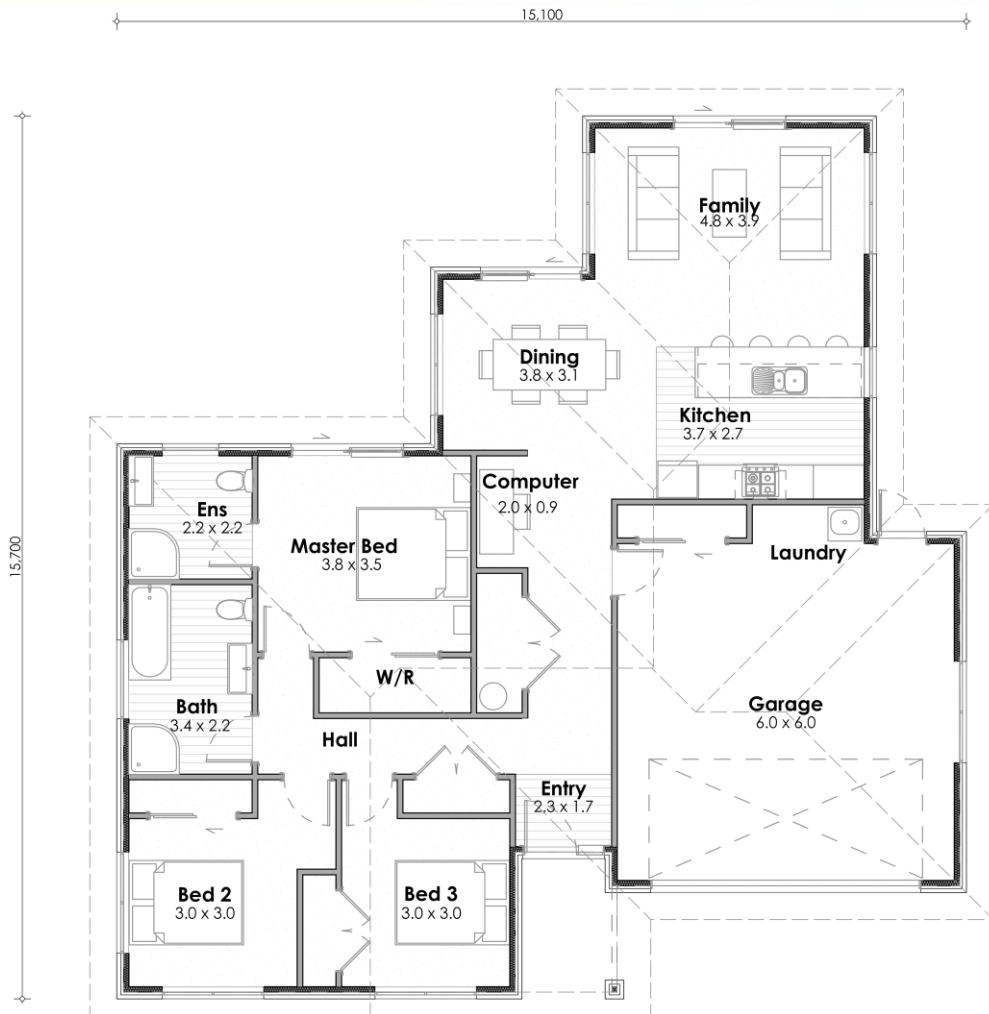 15,100
Family
4.8 x 3.9
Dining
3.8 x 3.1
Kitchen
3.7 x 2.7
Computer
2.0 x 0.9
Ens
2.2 x 2.2
Master Bed
3.8 x 3.5
Laundry
15,700
W/R
Bath
3.4 x 2.2
Garage
6.0 x 6.0
Hall
Entry
2.3 x 1.7
Bed 2
3.0 x 3.0
Bed 3
3.0 x 3.0